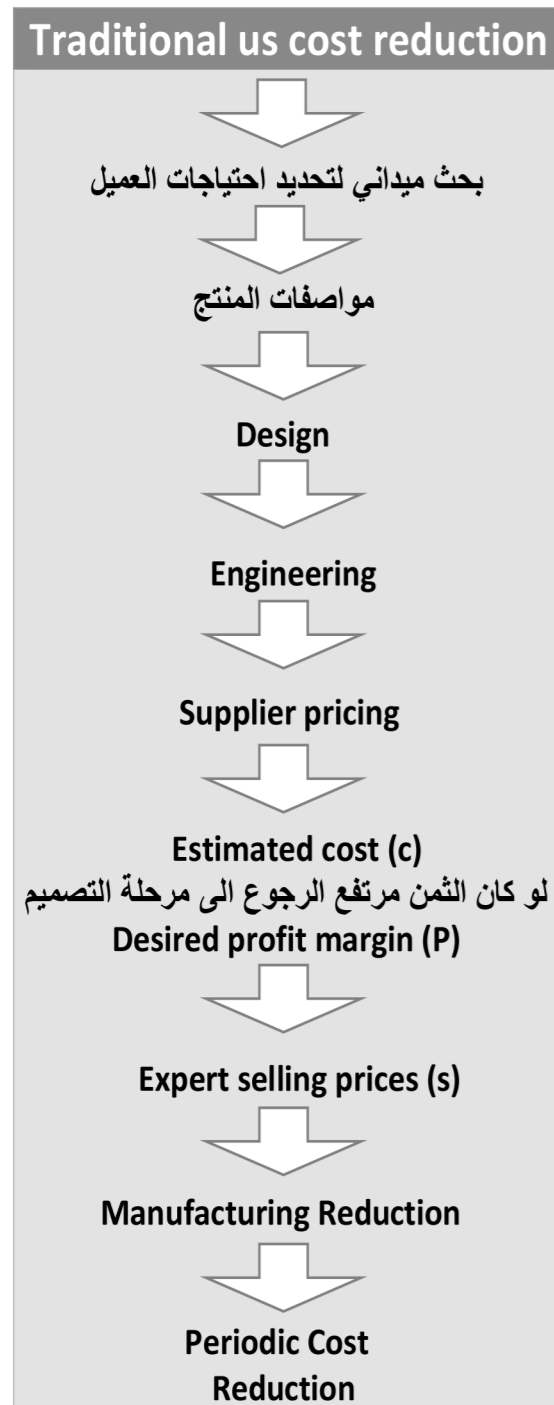 Traditional us cost reduction
بحث ميداني لتحديد احتياجات العميل
مواصفات المنتج
Design
Engineering
Supplier pricing
Estimated cost (c)
لو كان الثمن مرتفع الرجوع الى مرحلة التصميم
Desired profit margin (P)
Expert selling prices (s)
Manufacturing Reduction
Periodic Cost
Reduction